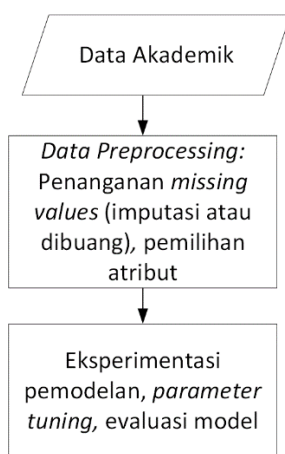 Data Akademik
Data Preprocessing:
Penanganan missing
values (imputasi atau
dibuang), pemilihan
atribut
Eksperimentasi
pemodelan, parameter
tuning, evaluasi model